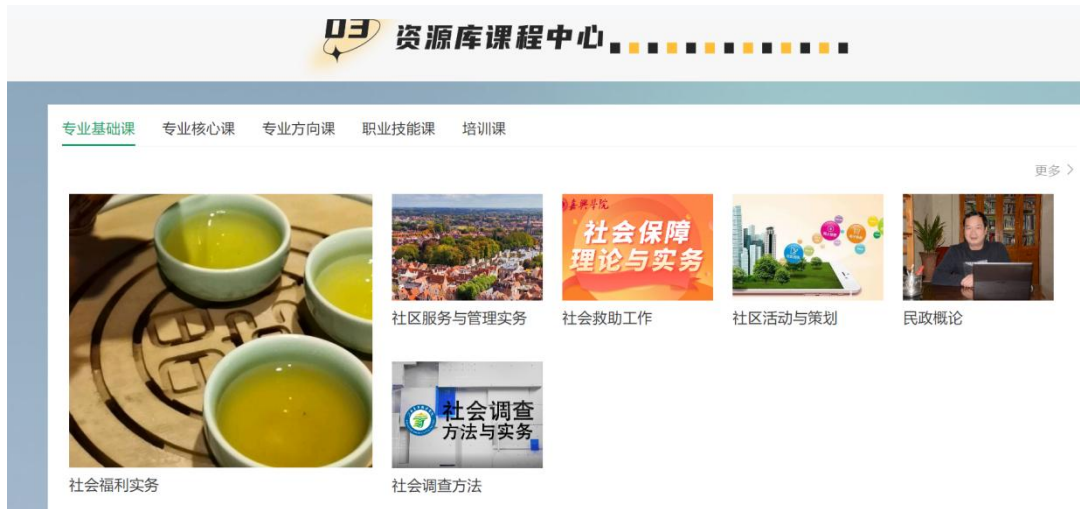 03 资源库课程中心
专业基础课 专业核心课 专业方向课 职业技能课 培训课
更多 >
嘉兴学院
社会保障
理论与实务
社区服务与管理实务 社会救助工作 社区活动与策划 民政概论
社会调查
方法与实务
社会福利实务 社会调查方法